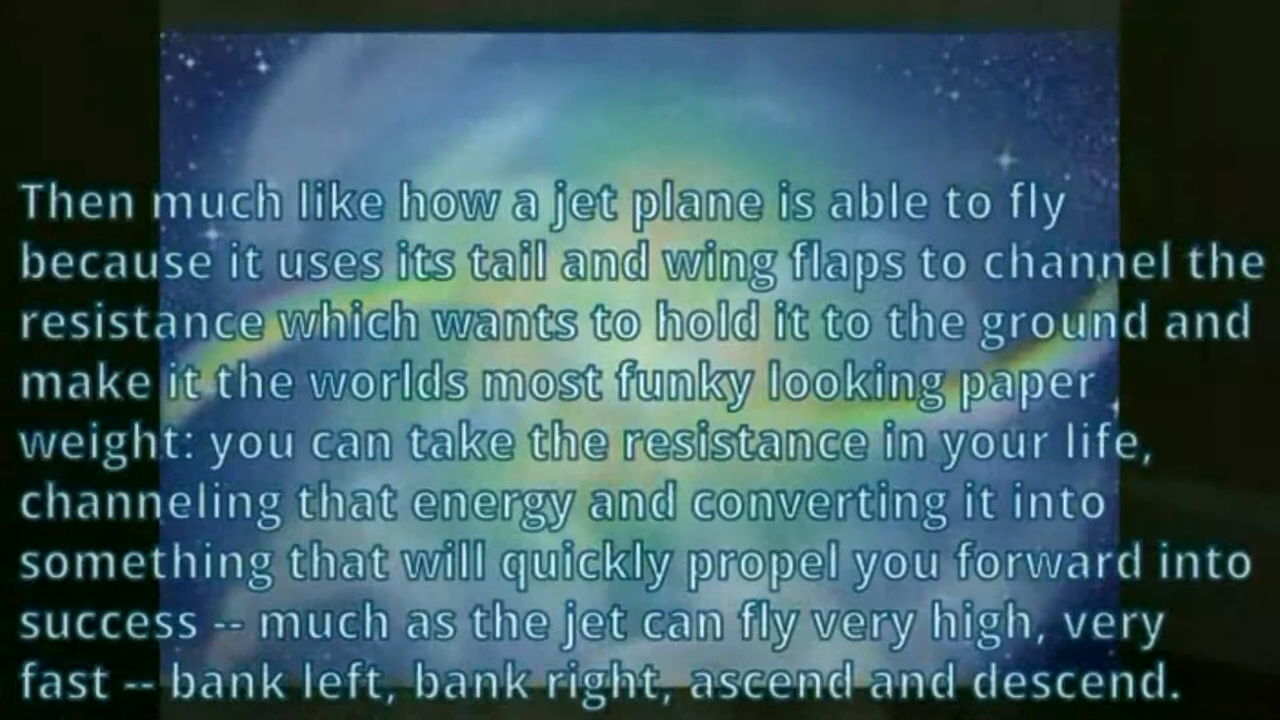 Then much like how a jet plane is able to fly
because it uses its tail and wing flaps to channel the
resistance which wants to hold it to the ground and
make it the worlds most funky looking paper
weight: you can take the resistance in your life,
channeling that energy and converting it into
something that will quickly propel you forward into
success -- much as the jet can fly very high, very
fast -- bank left, bank right, ascend and descend.